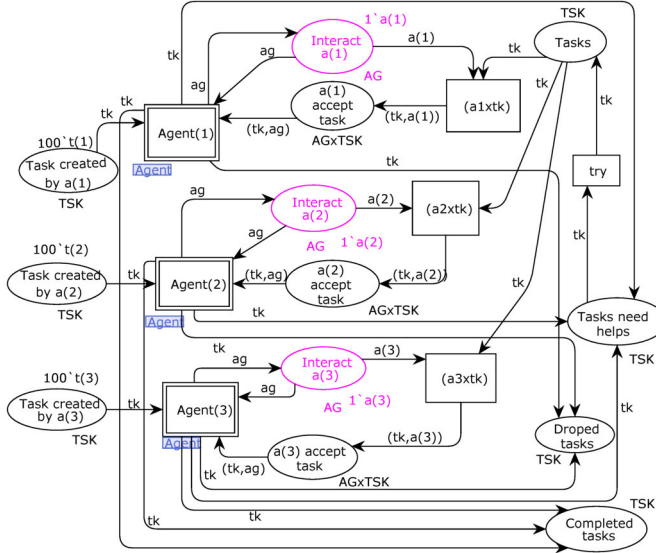 TSK
tk
1`a(1)
Interact
a(1)
a(1)
Tasks
tk
ag
ag
AG
tk
tk
tk
ag
tk
a(1)
accept
task
(a1xtk)
tk
100`t(1)
tk
Agent(1)
(tk,ag)
(tk,a(1))
AGxTSK
tk
Task created
by a(1)
Agent
try
TSK
ag
Interact
a(2)
a(2)
(a2xtk)
100`t(2)
ag
AG 1`a(2)
tk
Task created
by a(2)
tk
Agent(2)
(tk,ag)
a(2)
accept
task
(tk,a(2))
tk
TSK
Agent
tk
AGxTSK
Tasks need
helps
TSK
tk
ag
Interact
a(3)
a(3)
(a3xtk)
100`t(3)
ag
AG 1`a(3)
Task created
by a(3)
tk
Agent(3)
tk
TSK
Agent
(tk,ag)
a(3) accept
task
(tk,a(3))
Droped
tasks
tk
AGxTSK
TSK
TSK
tk
tk
Completed
tasks
tk